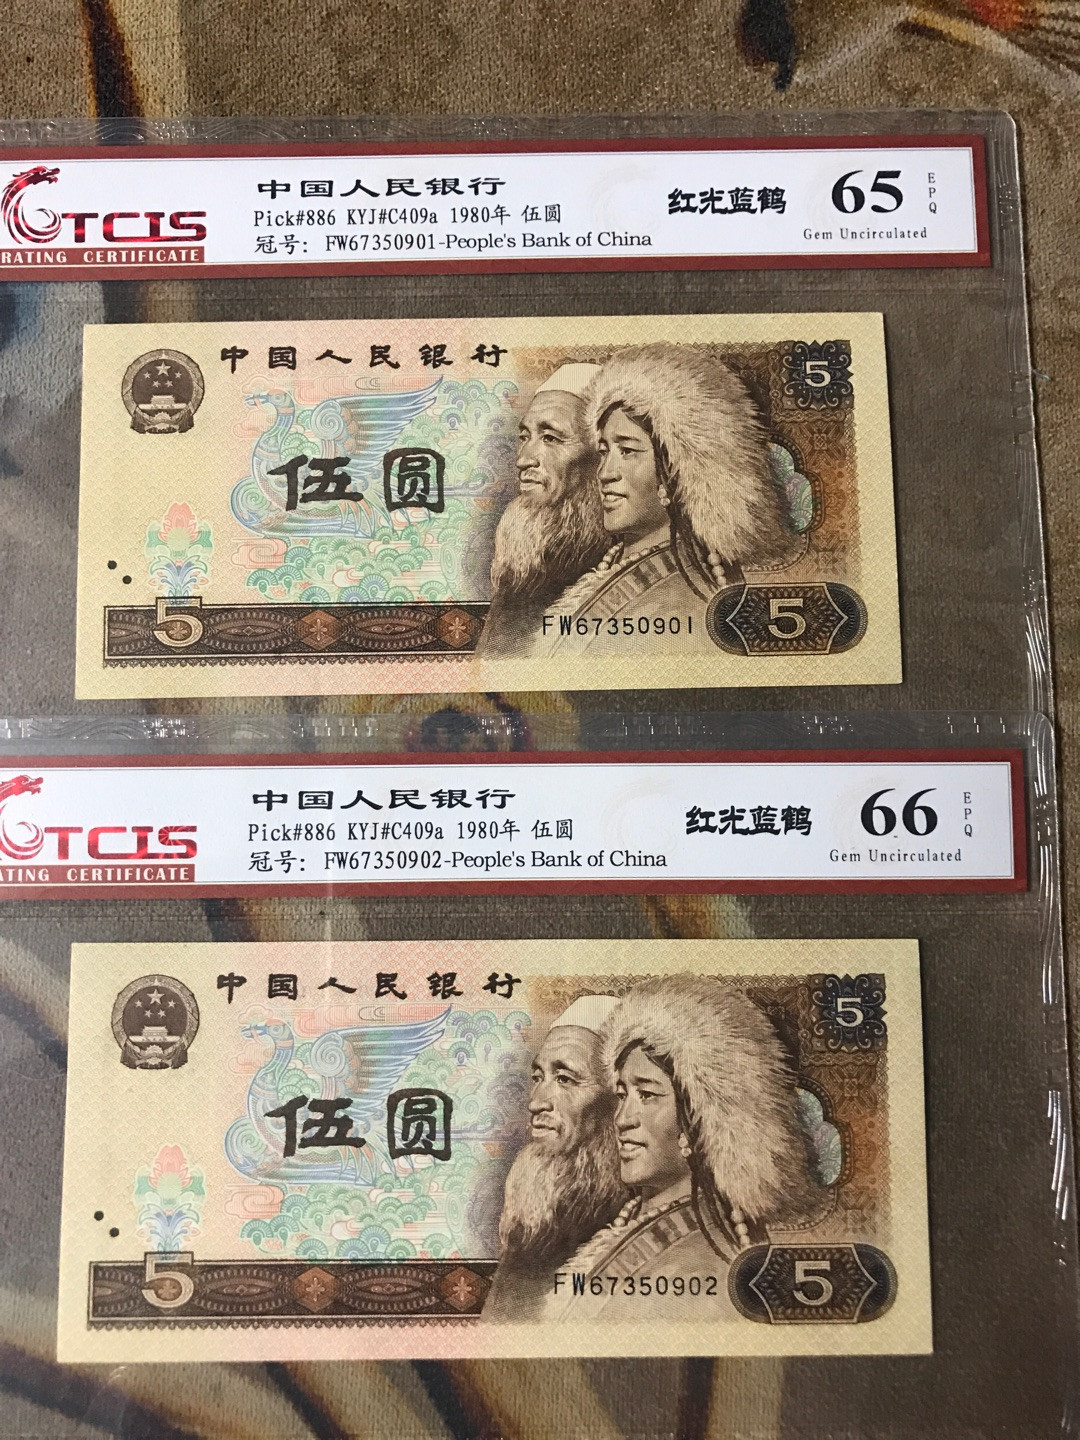 TCIS
RATING CERTIFICATE
中国人民银行
Pick#886 KYJ#C409a 1980年 伍圆
冠号: FW67350901-People's Bank of China
红光蓝鹤
65
EPQ
Gem Uncirculated
中国人民银行
5
伍圆
5
FW67350901
5
TCIS
ATING CERTIFICATE
中国人民银行
Pick#886 KYJ#C409a 1980年 伍圆
冠号: FW67350902-People's Bank of China
红光蓝鹤
66
EPQ
Gem Uncirculated
中国人民银行
5
伍圆
5
FW67350902
5